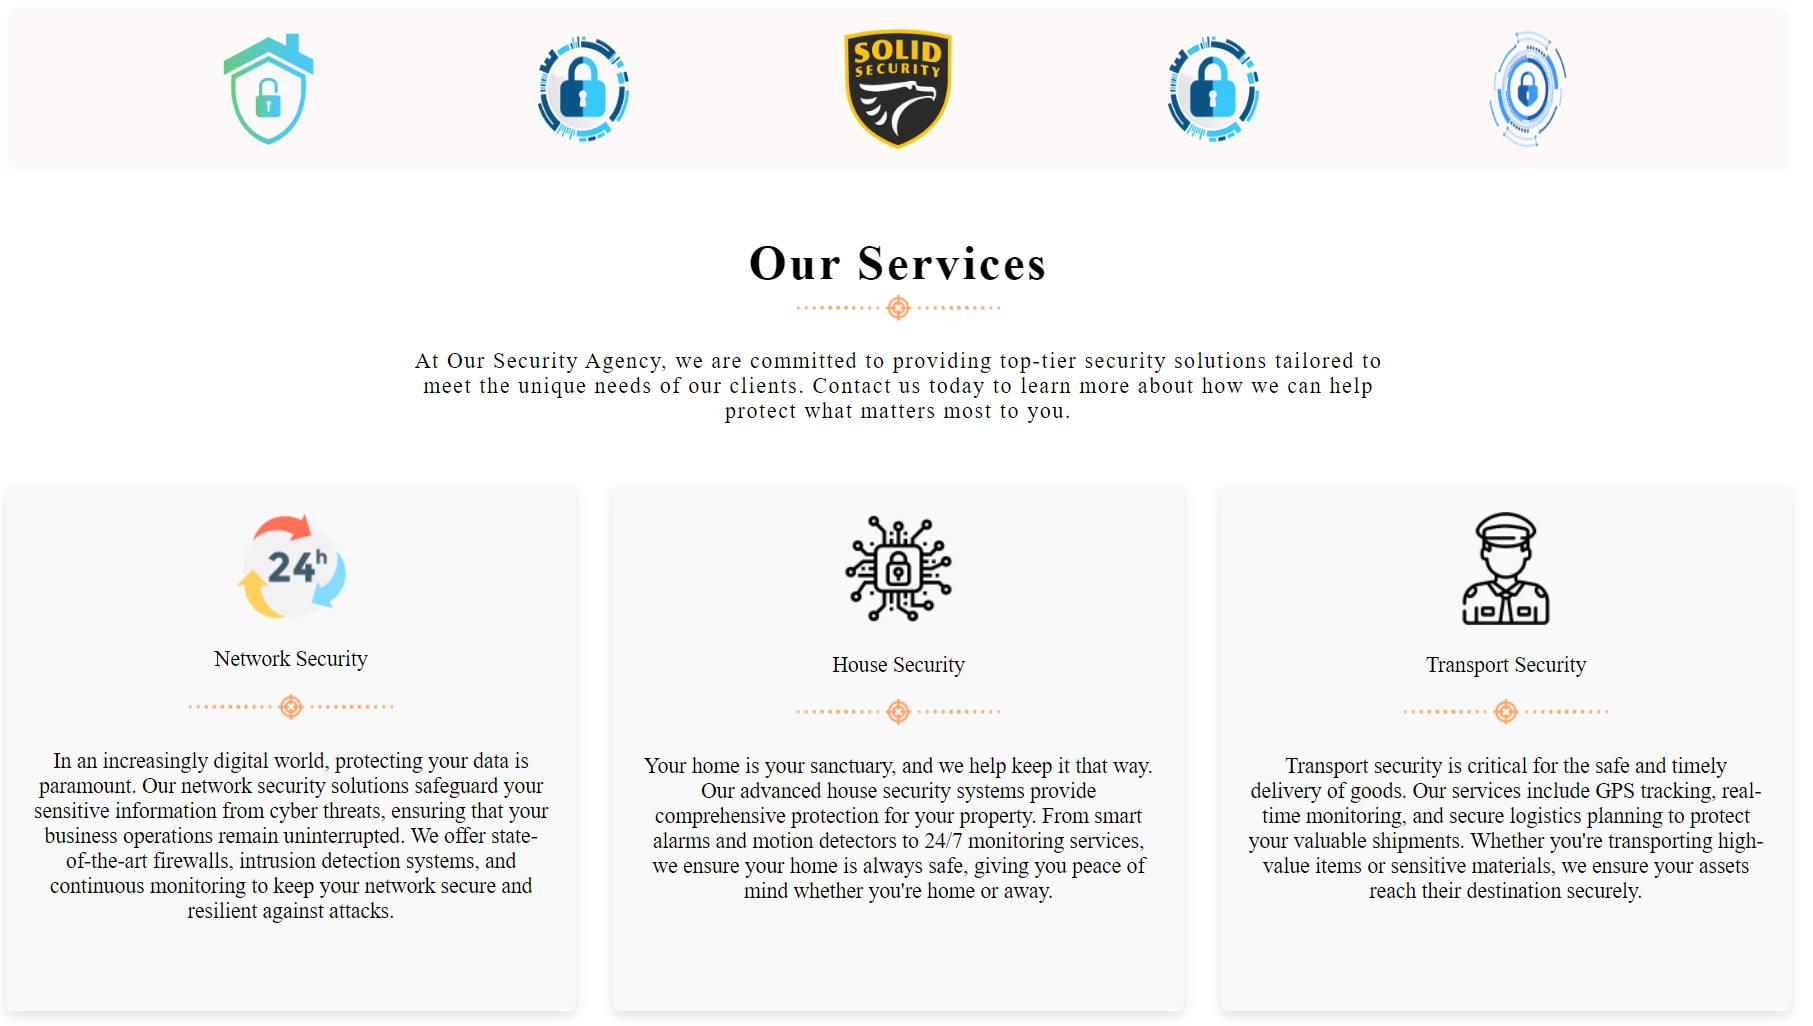 SOLID
SECURITY
Our Services
At Our Security Agency, we are committed to providing top-tier security solutions tailored to
meet the unique needs of our clients. Contact us today to learn more about how we can help
protect what matters most to you.
24h
Network Security
In an increasingly digital world, protecting your data is
paramount. Our network security solutions safeguard your
sensitive information from cyber threats, ensuring that your
business operations remain uninterrupted. We offer state-
of-the-art firewalls, intrusion detection systems, and
continuous monitoring to keep your network secure and
resilient against attacks.
House Security
Your home is your sanctuary, and we help keep it that way.
Our advanced house security systems provide
comprehensive protection for your property. From smart
alarms and motion detectors to 24/7 monitoring services,
we ensure your home is always safe, giving you peace of
mind whether you're home or away.
Transport Security
Transport security is critical for the safe and timely
delivery of goods. Our services include GPS tracking, real-
time monitoring, and secure logistics planning to protect
your valuable shipments. Whether you're transporting high-
value items or sensitive materials, we ensure your assets
reach their destination securely.